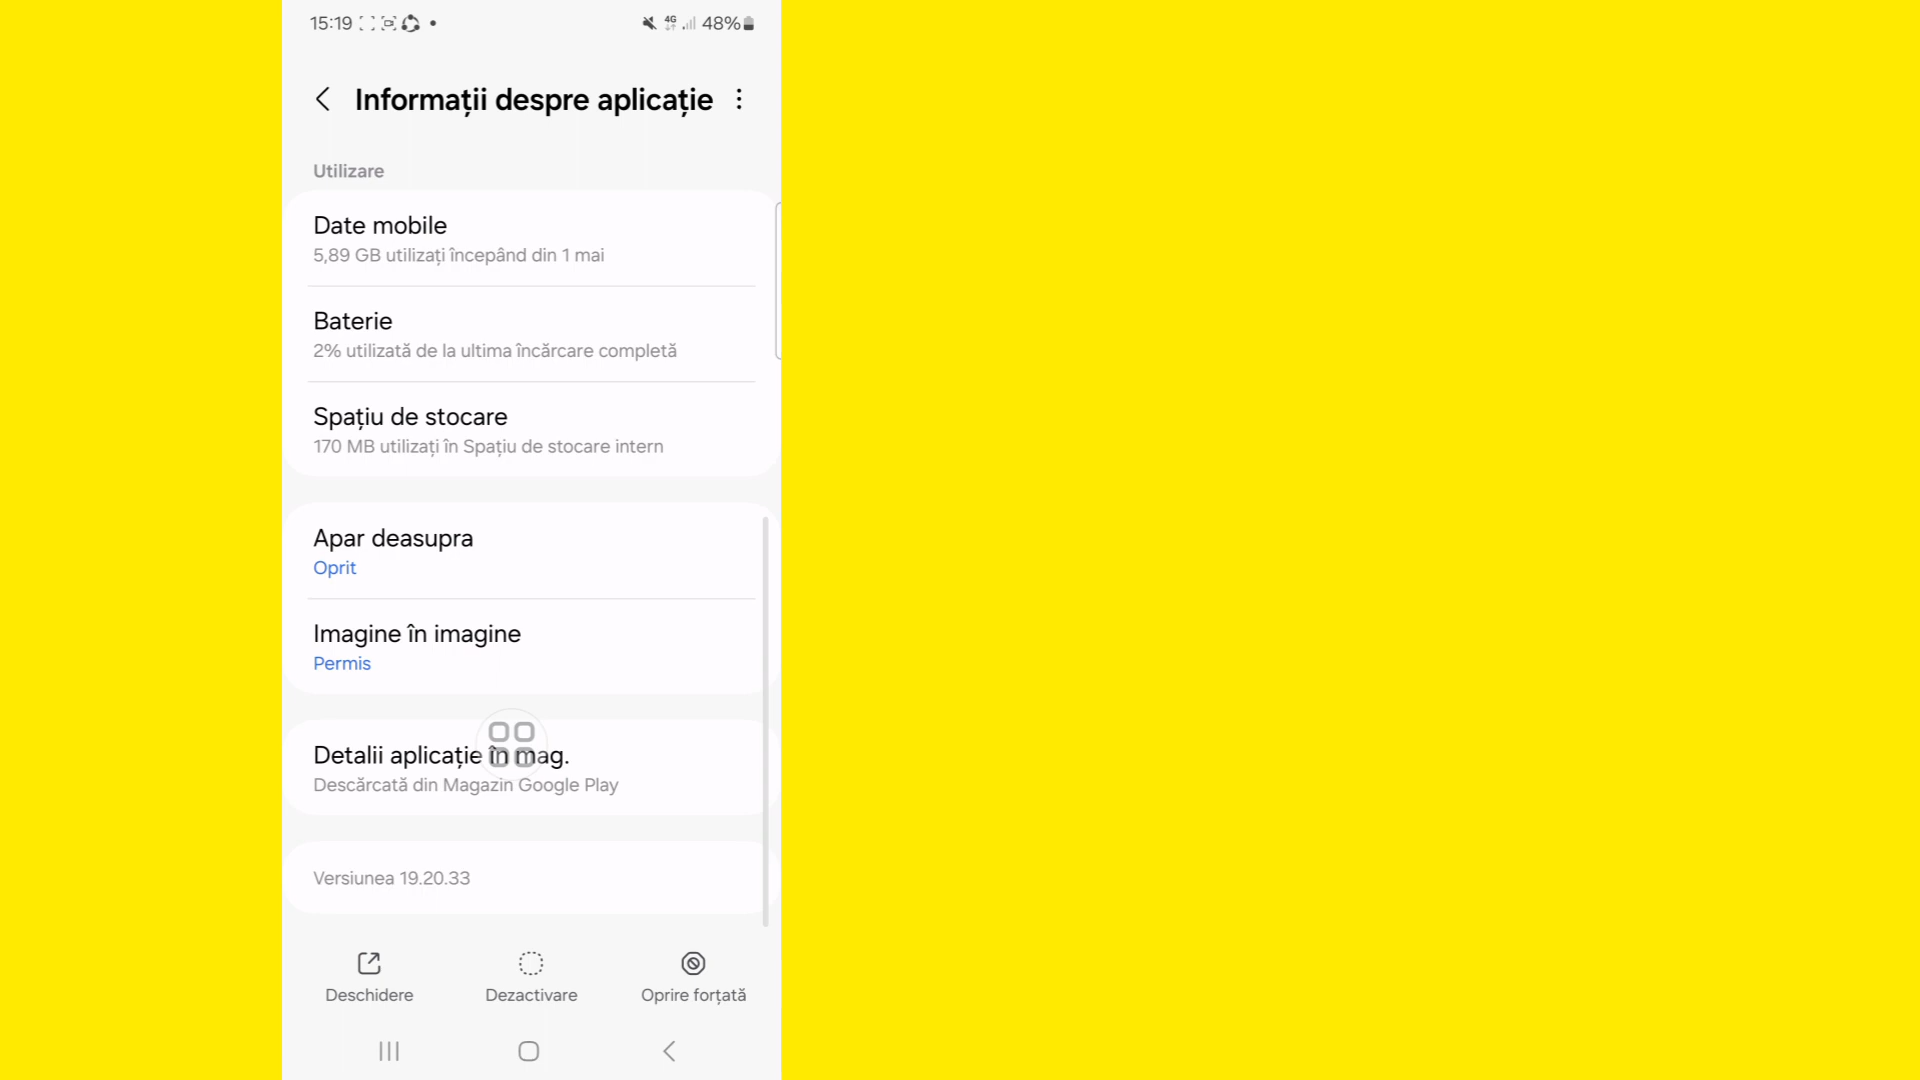 15:19
4G
48%
Informații despre aplicație
Utilizare
Date mobile
5,89 GB utilizați începând din 1 mai
Baterie
2% utilizată de la ultima încărcare completă
Spațiu de stocare
170 MB utilizați în Spațiu de stocare intern
Apar deasupra
Oprit
Imagine în imagine
Permis
Detalii aplicație în mag.
Descărcată din Magazin Google Play
Versiunea 19.20.33
Deschidere
Dezactivare
Oprire forțată